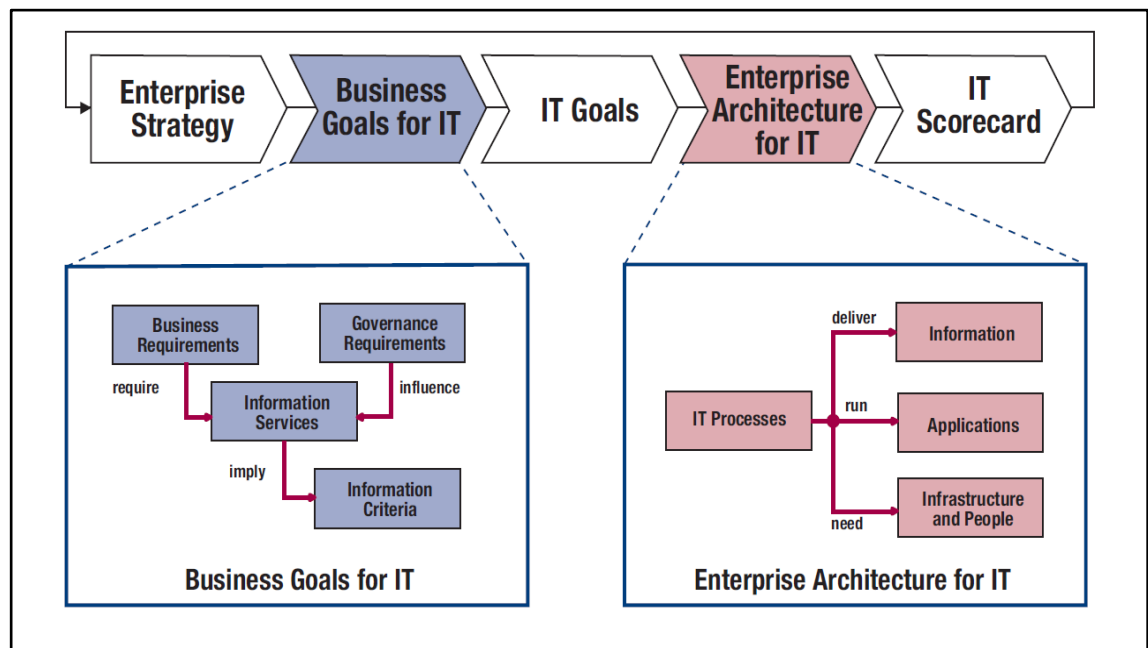 Enterprise
Strategy
Business
Goals for IT
IT Goals
Enterprise
Architecture
for IT
IT
Scorecard
Business
Requirements
Governance
Requirements
require
influence
Information
Services
imply
Information
Criteria
Business Goals for IT
deliver
Information
IT Processes
run
Applications
need
Infrastructure
and People
Enterprise Architecture for IT